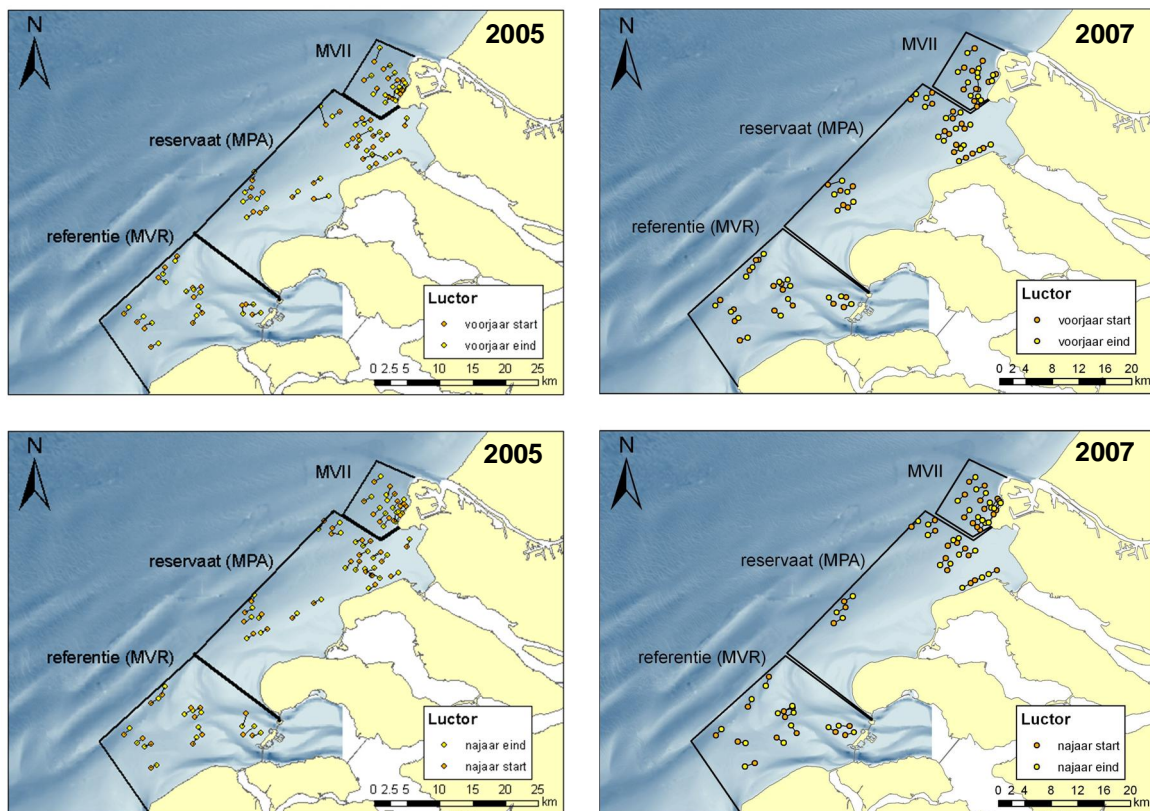 N
2005
MVII
reservaat (MPA)
referentie (MVR)
Luctor
voorjaar start
voorjaar eind
0 2.5 5 10 15 20 25
km
N
2007
MVII
reservaat (MPA)
referentie (MVR)
Luctor
voorjaar start
voorjaar eind
0 2 4 8 12 16 20
km
N
2005
MVII
reservaat (MPA)
referentie (MVR)
Luctor
najaar eind
najaar start
0 2.5 5 10 15 20 25
km
N
2007
MVII
reservaat (MPA)
referentie (MVR)
Luctor
najaar start
najaar eind
0 2 4 8 12 16 20
km